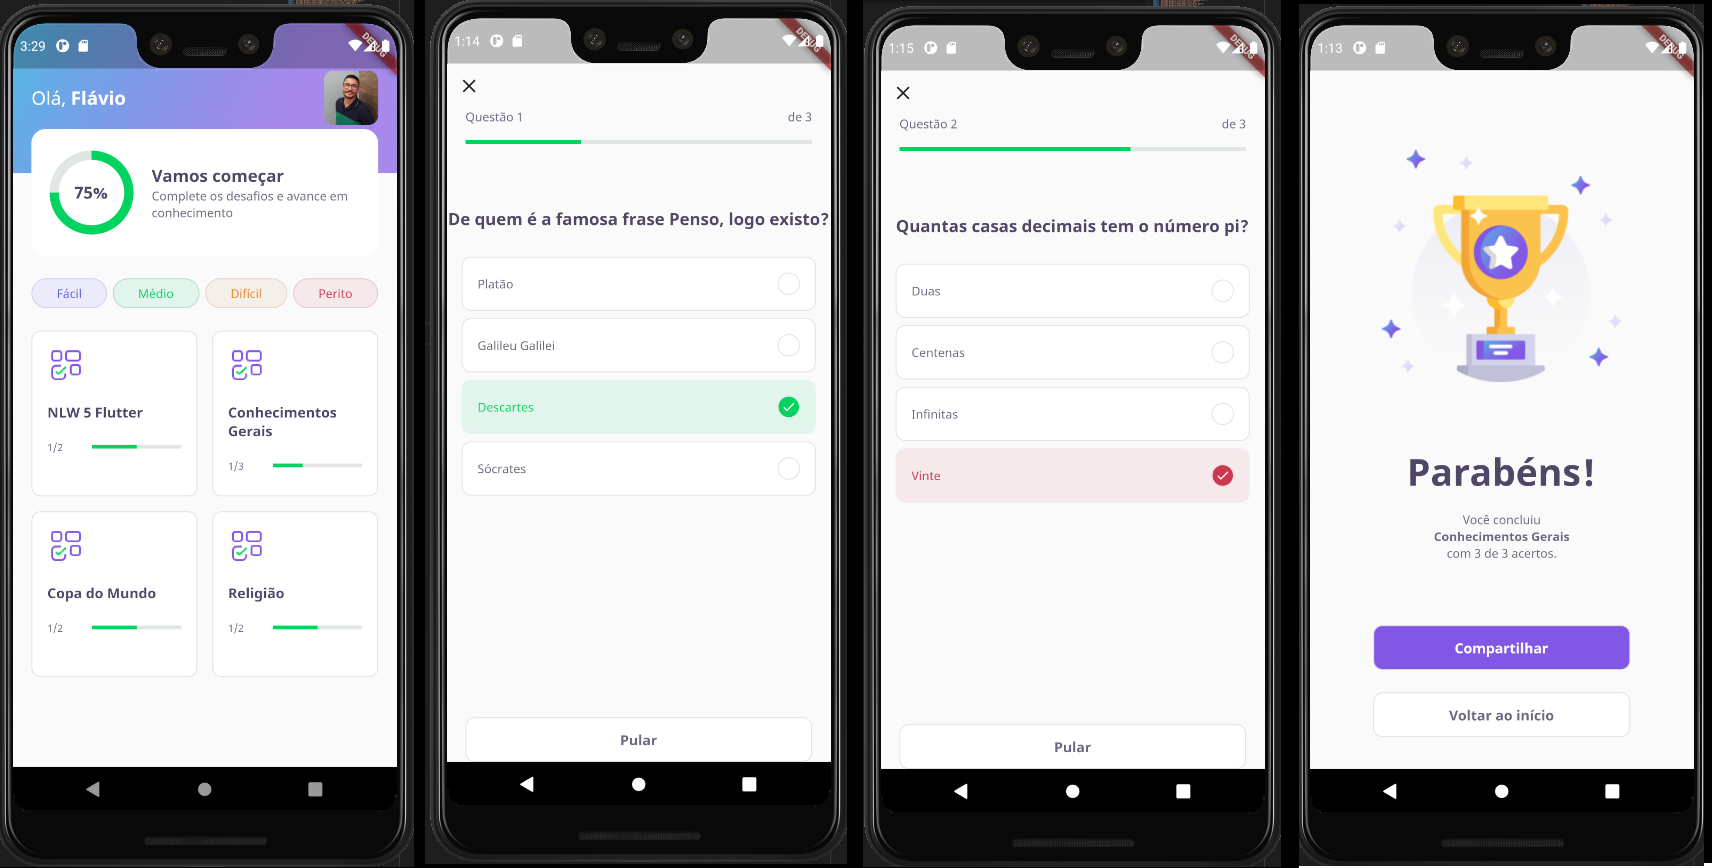 3:29
DEBUG
Olá, Flávio
75%
Vamos começar
Complete os desafios e avance em
conhecimento
Fácil
Médio
Difícil
Perito
NLW 5 Flutter
1/2
Conhecimentos
Gerais
1/3
Copa do Mundo
1/2
Religião
1/2
1:14
DEBUG
Questão 1
de 3
De quem é a famosa frase Penso, logo existo?
Platão
Galileu Galilei
Descartes
Sócrates
Pular
1:15
DEBUG
Questão 2
de 3
Quantas casas decimais tem o número pi?
Duas
Centenas
Infinitas
Vinte
Pular
1:13
DEBUG
Parabéns!
Você concluiu
Conhecimentos Gerais
com 3 de 3 acertos.
Compartilhar
Voltar ao início